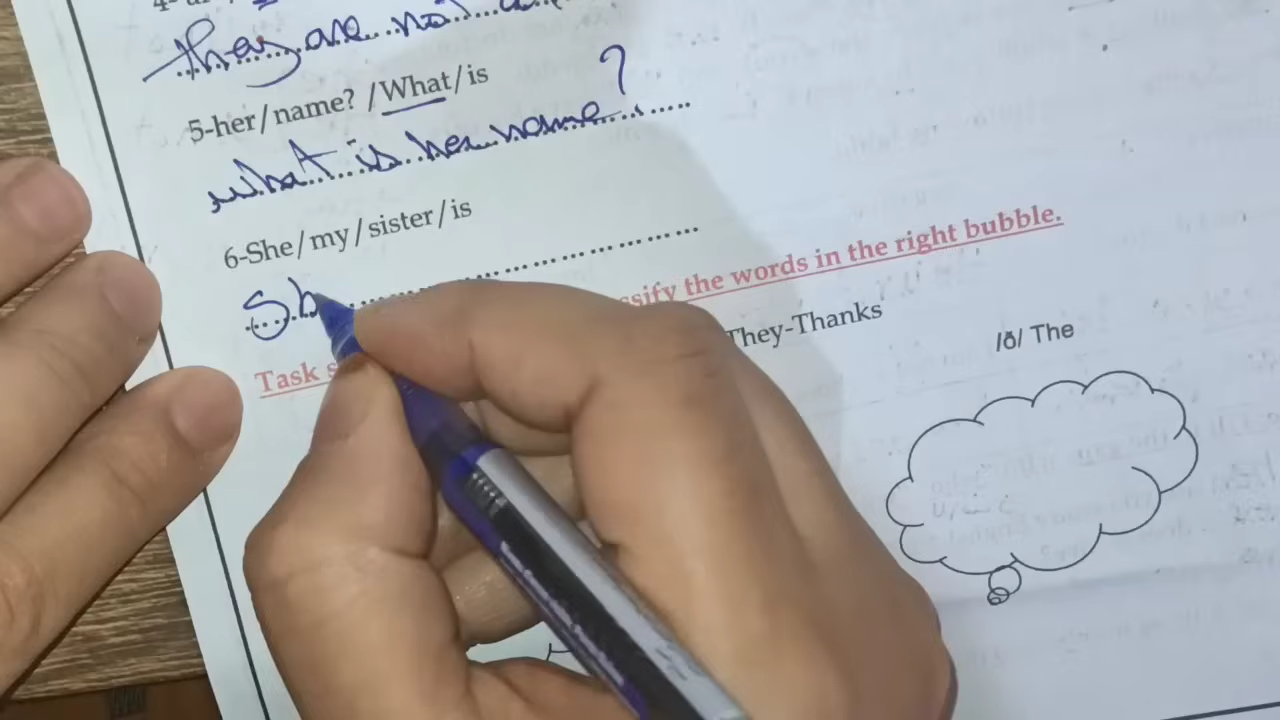 they are not
5-her/name? /What/is
what is her name?
6-She/my/sister/is
Sh
Task
ssify the words in the right bubble.
They-Thanks
/ð/ The